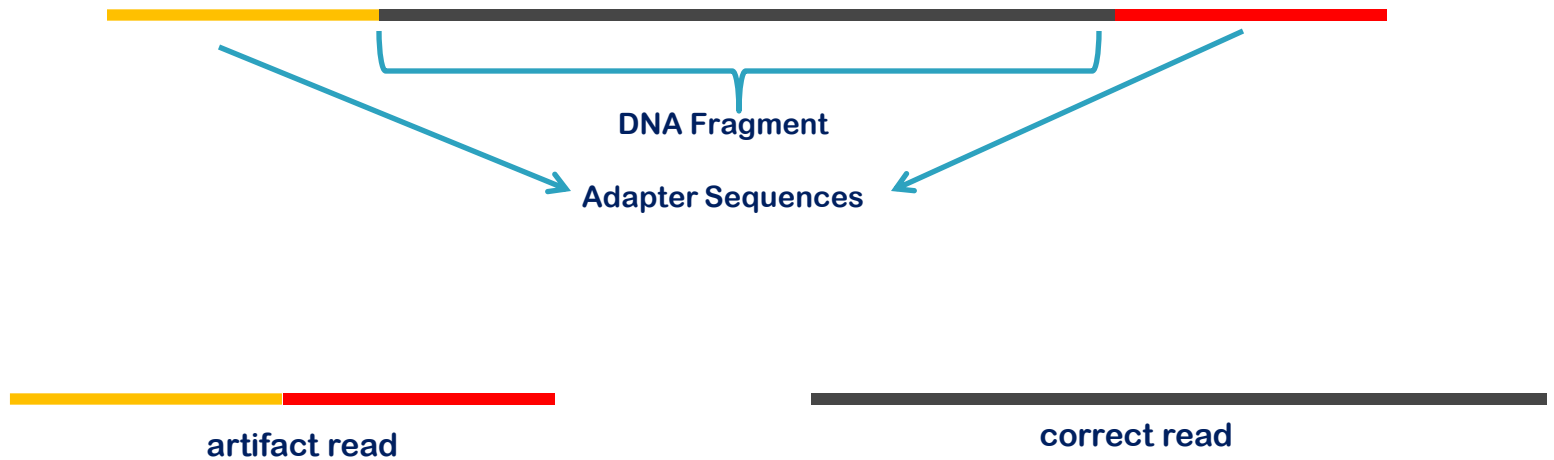 DNA Fragment
Adapter Sequences
artifact read
correct read